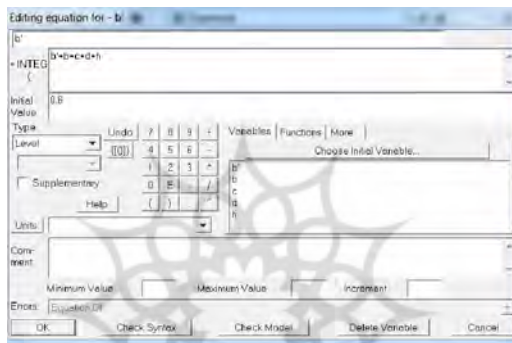 Editing equation for - b'
b'
= INTEG (
b'+b+c+d+h
Initial Value
0.8
Type
Level
Undo
7 8 9 +
{[()]}
4 5 6 -
1 2 3 *
0 E . /
( ) , ^
Supplementary
Help
Variables Functions More
Choose Initial Variable...
b'
b
c
d
h
Units:
Com-
ment:
Minimum Value
Maximum Value
Increment
Errors: Equation OK
OK Check Syntax Check Model Delete Variable Cancel